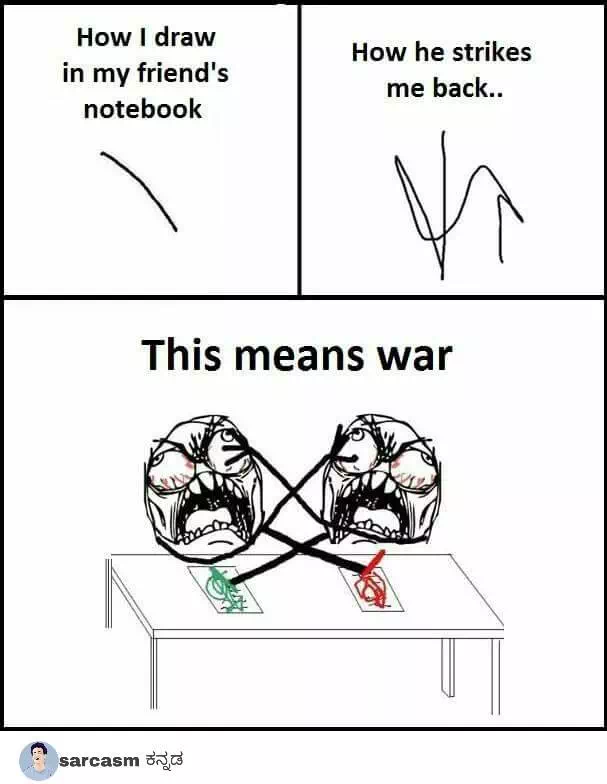 How I draw
in my friend's
notebook
How he strikes
me back..
This means war
sarcasm ಕನ್ನಡ